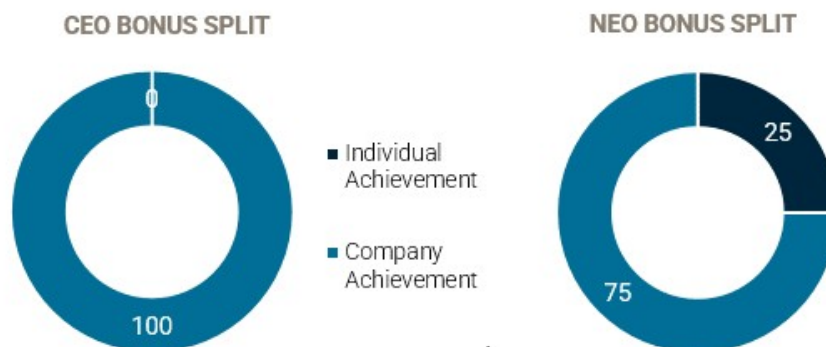 CEO BONUS SPLIT
0
100
Individual
Achievement
Company
Achievement
NEO BONUS SPLIT
25
75